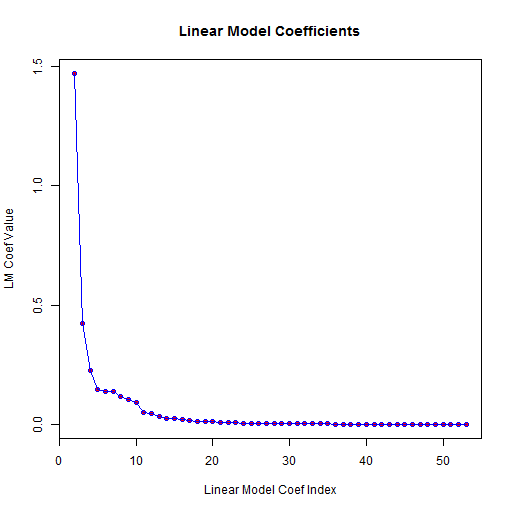 Linear Model Coefficients
LM Coef Value
1.5
1.0
0.5
0.0
0 10 20 30 40 50
Linear Model Coef Index